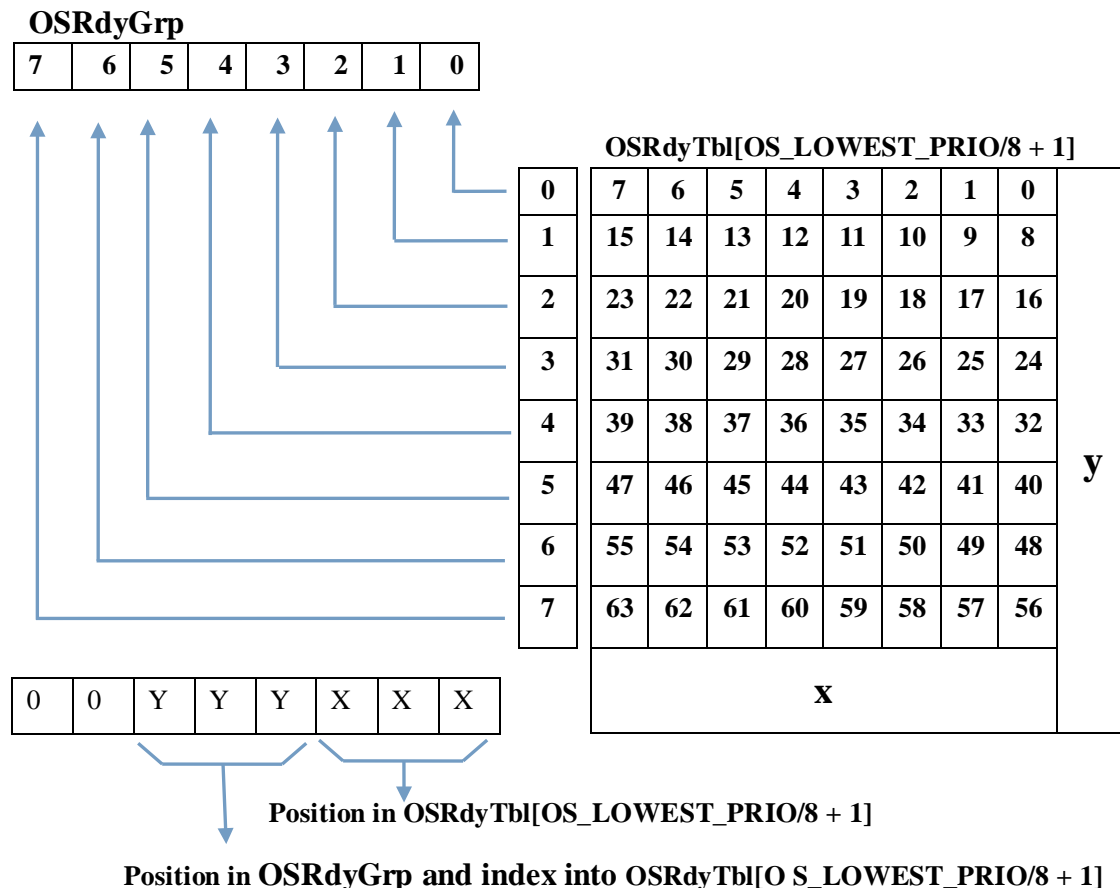 OSRdyGrp
7 6 5 4 3 2 1 0
OSRdyTbl[OS_LOWEST_PRIO/8 + 1]
0 7 6 5 4 3 2 1 0
1 15 14 13 12 11 10 9 8
2 23 22 21 20 19 18 17 16
3 31 30 29 28 27 26 25 24
4 39 38 37 36 35 34 33 32
y
5 47 46 45 44 43 42 41 40
6 55 54 53 52 51 50 49 48
7 63 62 61 60 59 58 57 56
x
0 0 Y Y Y X X X
Position in OSRdyTbl[OS_LOWEST_PRIO/8 + 1]
Position in OSRdyGrp and index into OSRdyTbl[O S_LOWEST_PRIO/8 + 1]